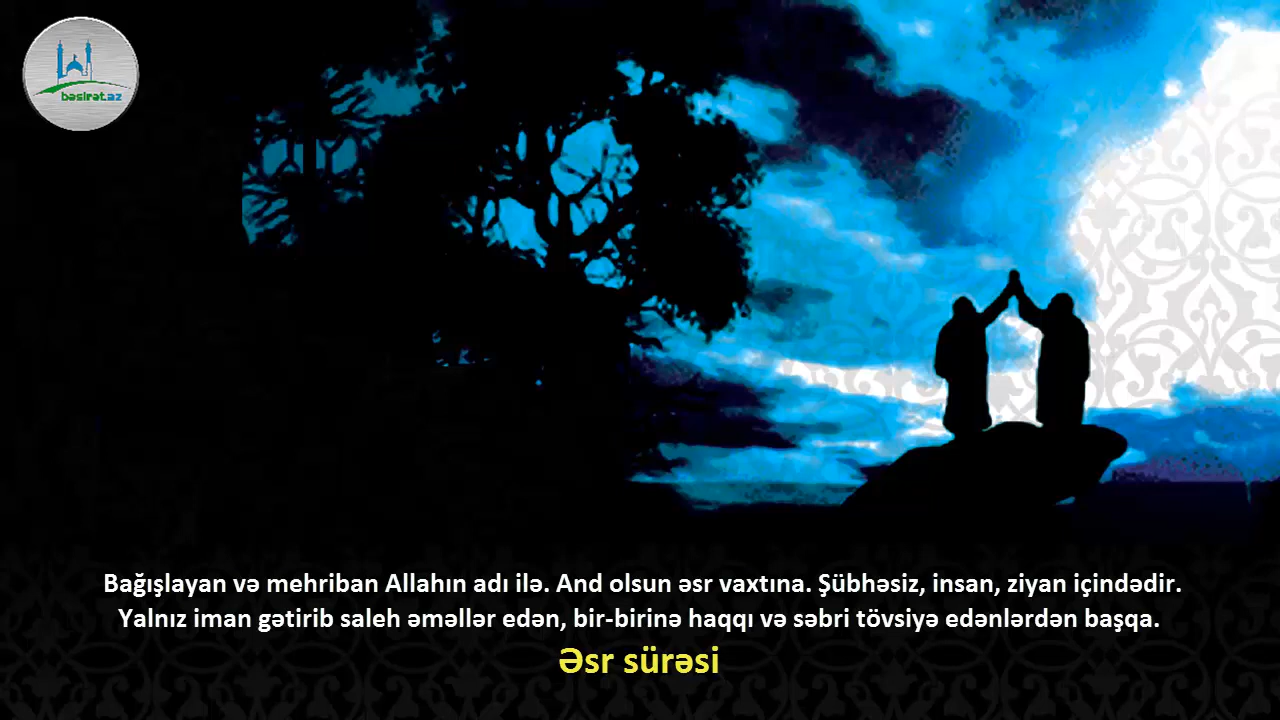 bəsirət.az
Bağışlayan və mehriban Allahın adı ilə. And olsun əsr vaxtına. Şübhəsiz, insan, ziyan içindədir.
Yalnız iman gətirib saleh əməllər edən, bir-birinə haqqı və səbri tövsiyə edənlərdən başqa.
Əsr sürəsi